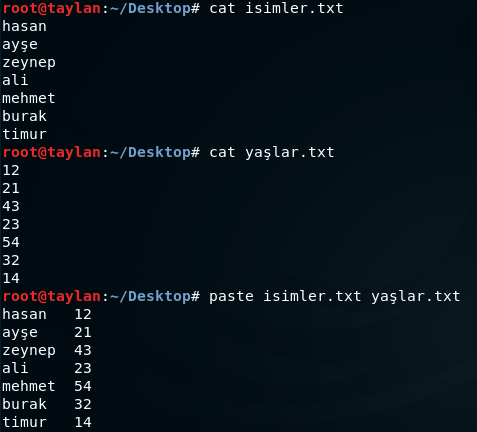 root@taylan:~/Desktop# cat isimler.txt
hasan
ayşe
zeynep
ali
mehmet
burak
timur
root@taylan:~/Desktop# cat yaşlar.txt
12
21
43
23
54
32
14
root@taylan:~/Desktop# paste isimler.txt yaşlar.txt
hasan	12
ayşe	21
zeynep	43
ali	23
mehmet	54
burak	32
timur	14